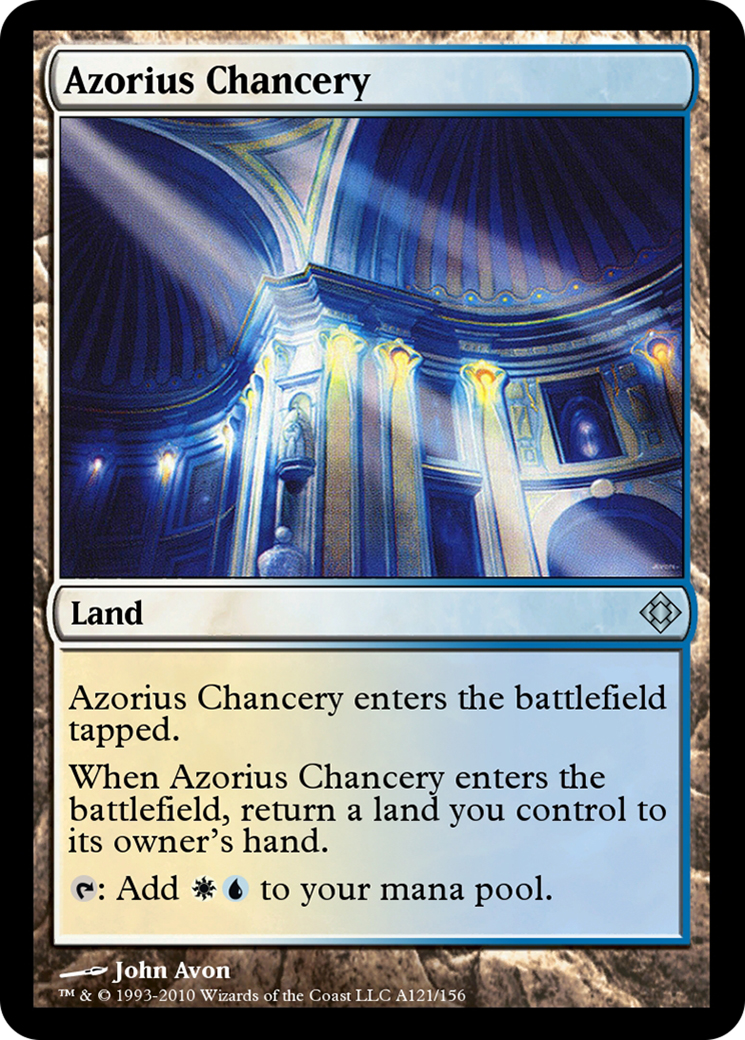 Azorius Chancery
AVON-
Land
Azorius Chancery enters the battlefield
tapped.
When Azorius Chancery enters the
battlefield, return a land you control to
its owner's hand.
: Add to your mana pool.
John Avon
™ & © 1993-2010 Wizards of the Coast LLC A121/156